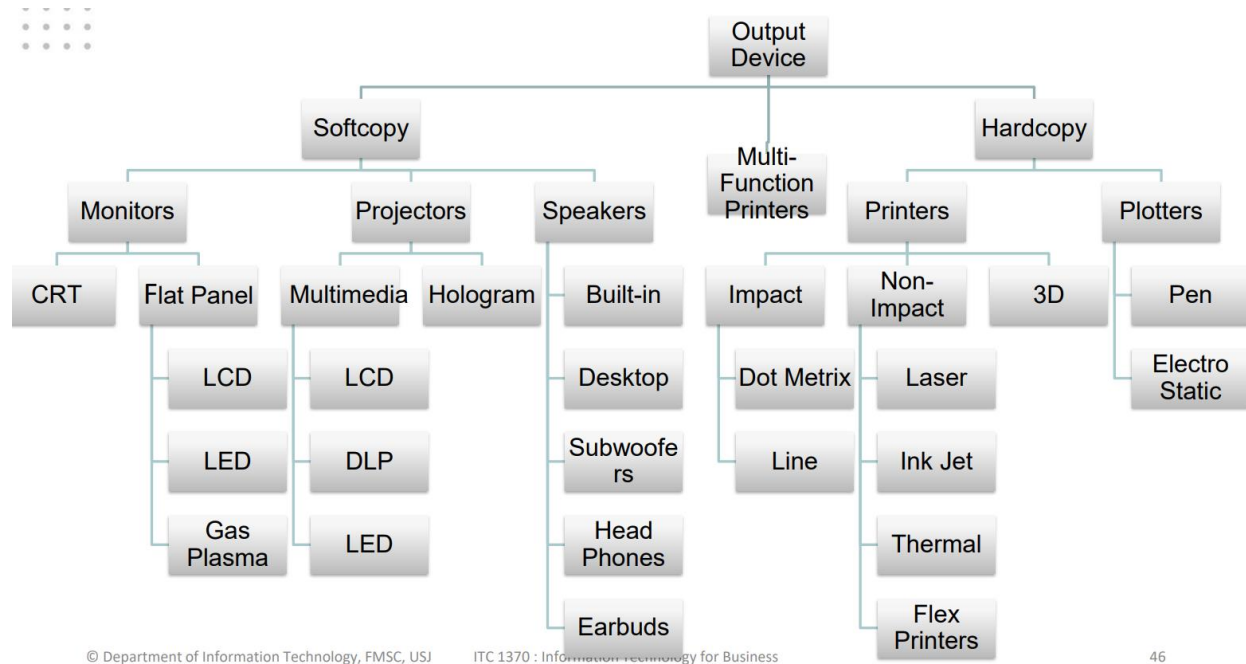 Output
Device
Softcopy
Hardcopy
Multi-
Function
Printers
Monitors
Projectors
Speakers
Printers
Plotters
CRT
Flat Panel
Multimedia
Hologram
Built-in
Impact
Non-
Impact
3D
Pen
LCD
LCD
Desktop
Dot Metrix
Laser
Electro
Static
LED
DLP
Subwoofe
rs
Line
Ink Jet
Gas
Plasma
LED
Head
Phones
Thermal
Earbuds
Flex
Printers
© Department of Information Technology, FMSC, USJ
ITC 1370 : Information Technology for Business
46